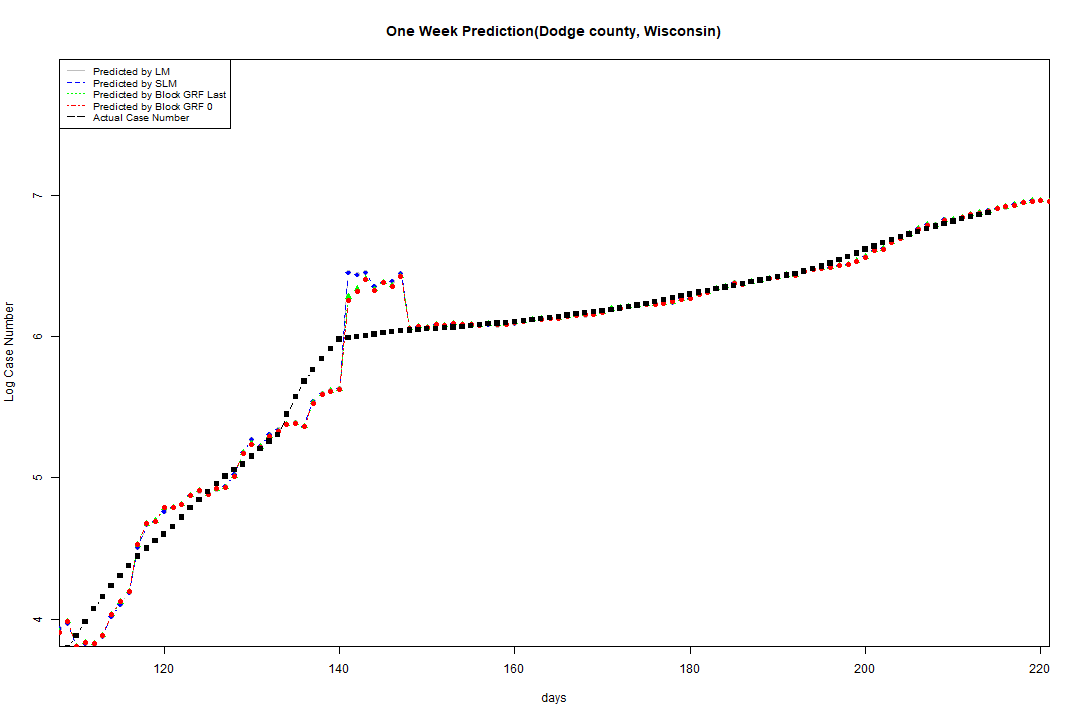 One Week Prediction(Dodge county, Wisconsin)
Predicted by LM
Predicted by SLM
Predicted by Block GRF Last
Predicted by Block GRF 0
Actual Case Number
7
6
5
4
Log Case Number
120 140 160 180 200 220
days